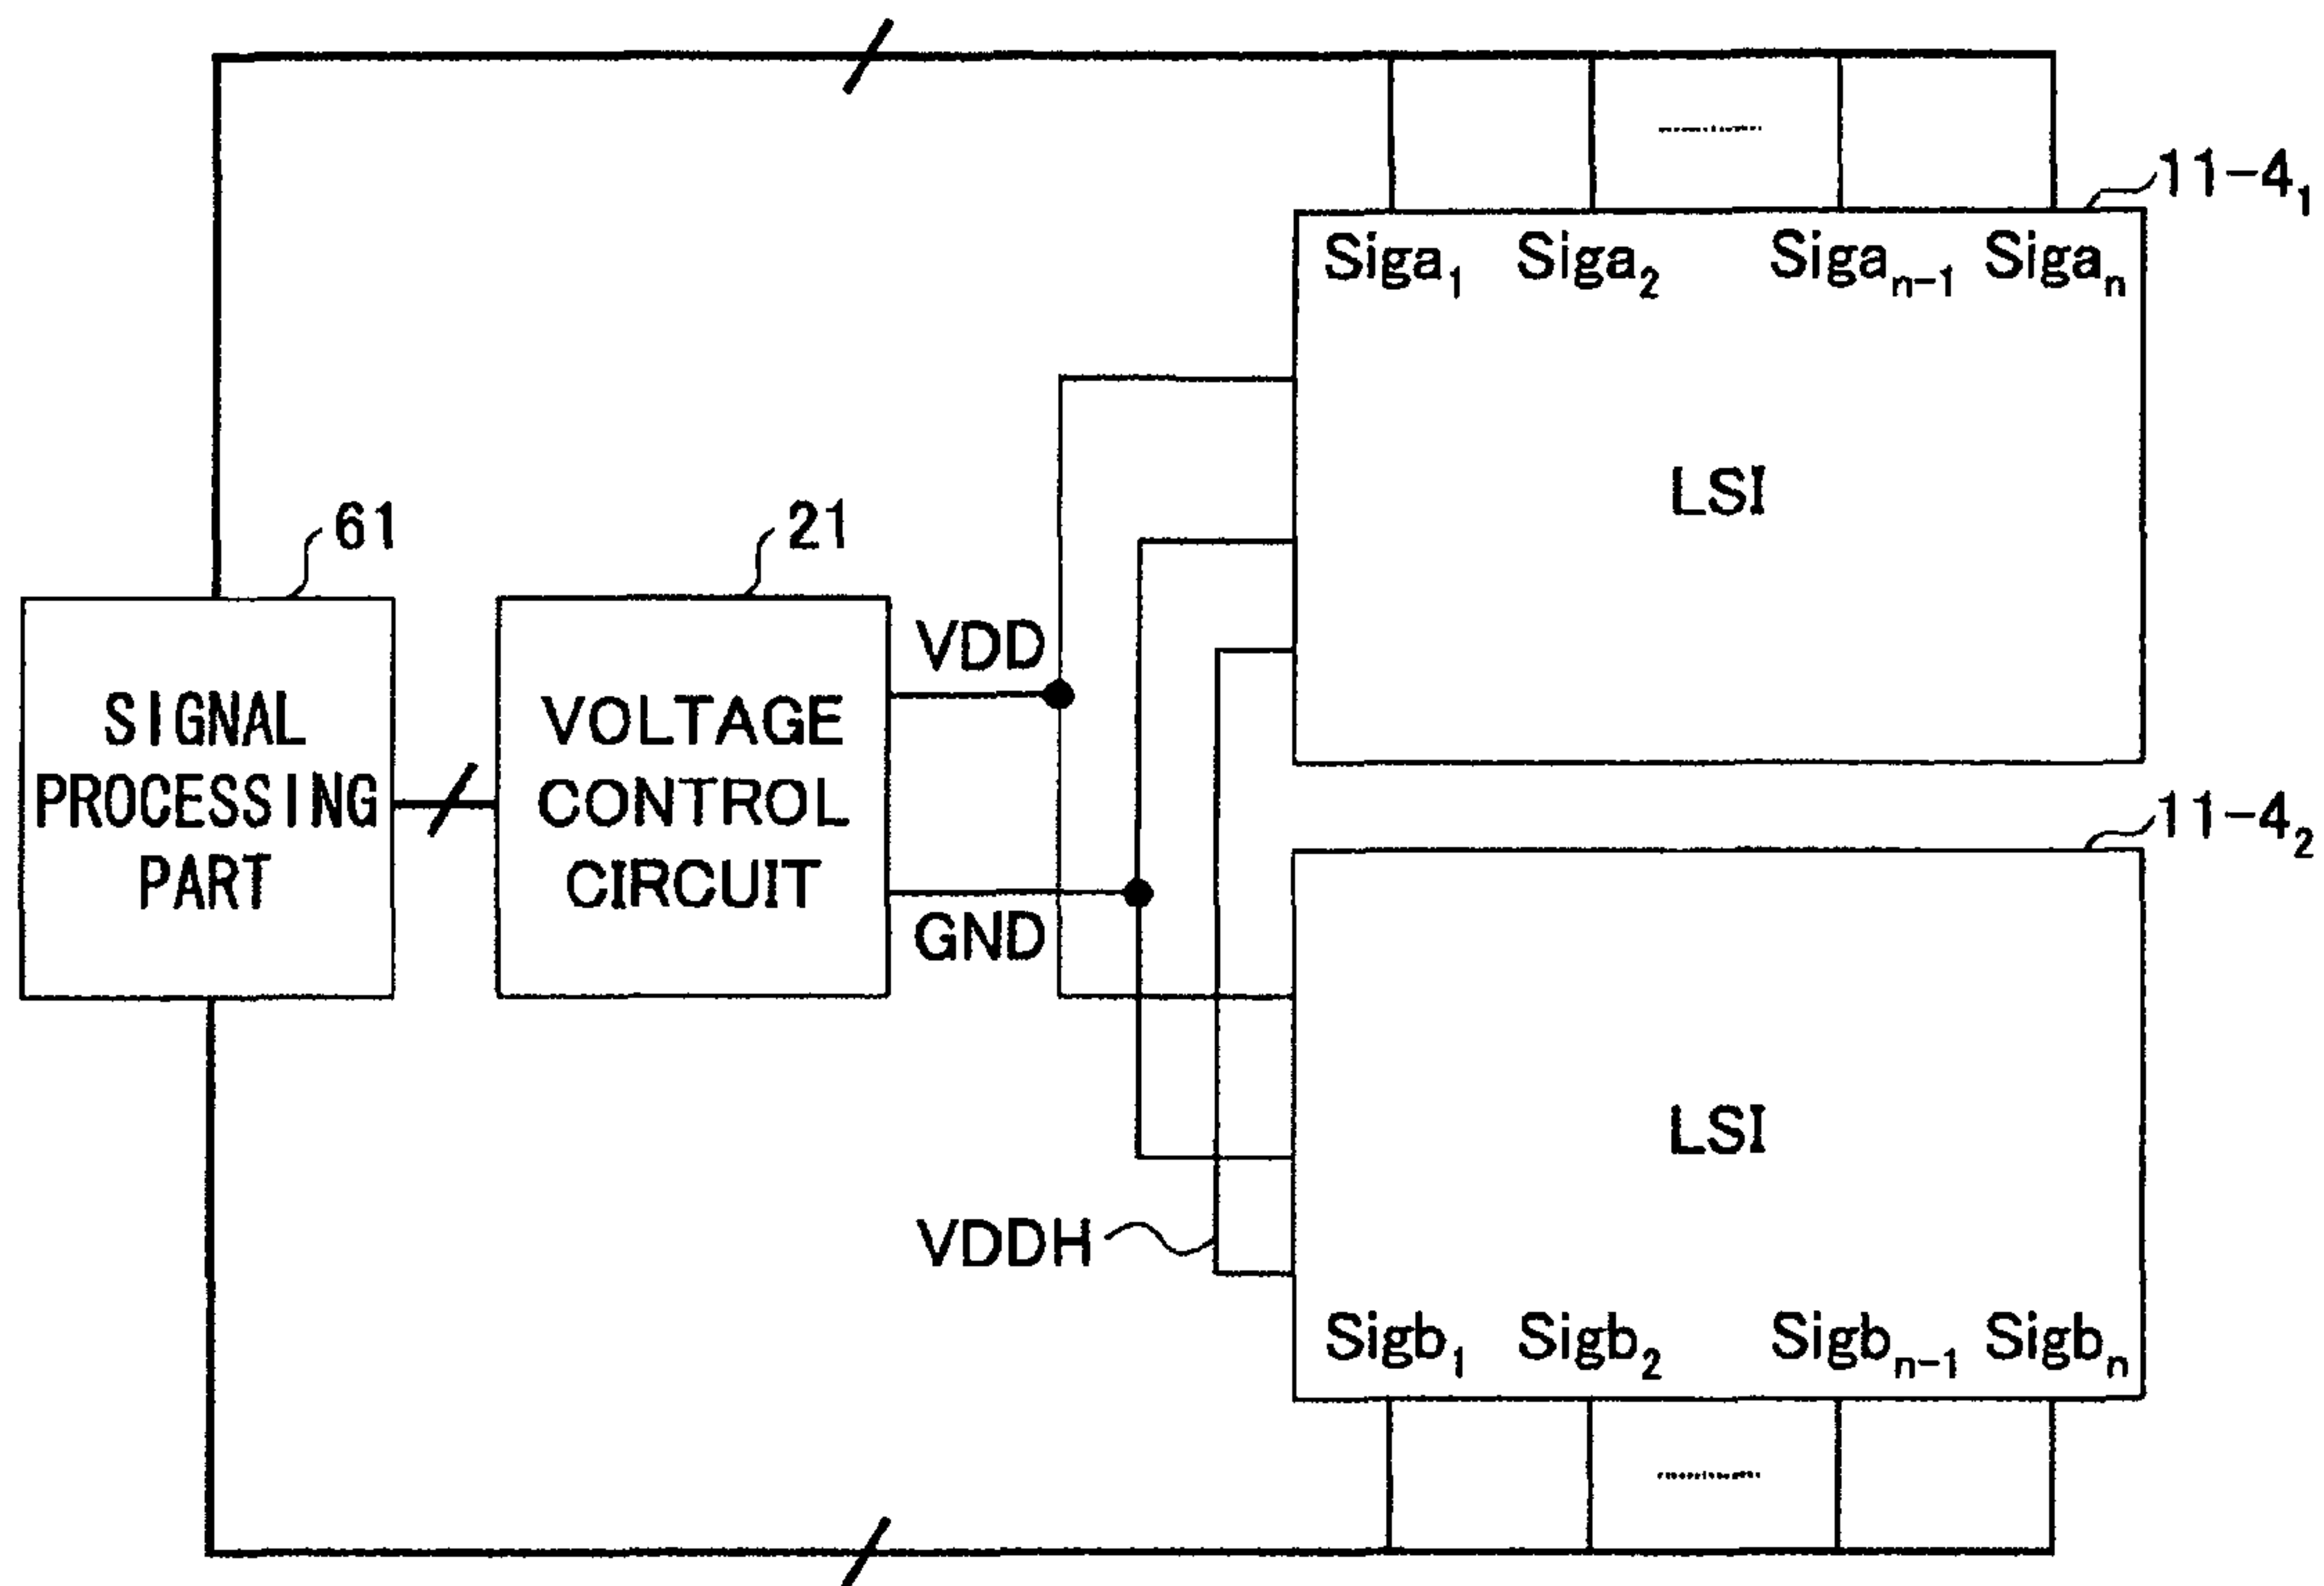 11-4₁
Siga₁ Siga₂ Sigaₙ₋₁ Sigaₙ
LSI
61
21
SIGNAL
PROCESSING
PART
VOLTAGE
CONTROL
CIRCUIT
VDD
GND
11-4₂
LSI
VDDH
Sigb₁ Sigb₂ Sigbₙ₋₁ Sigbₙ